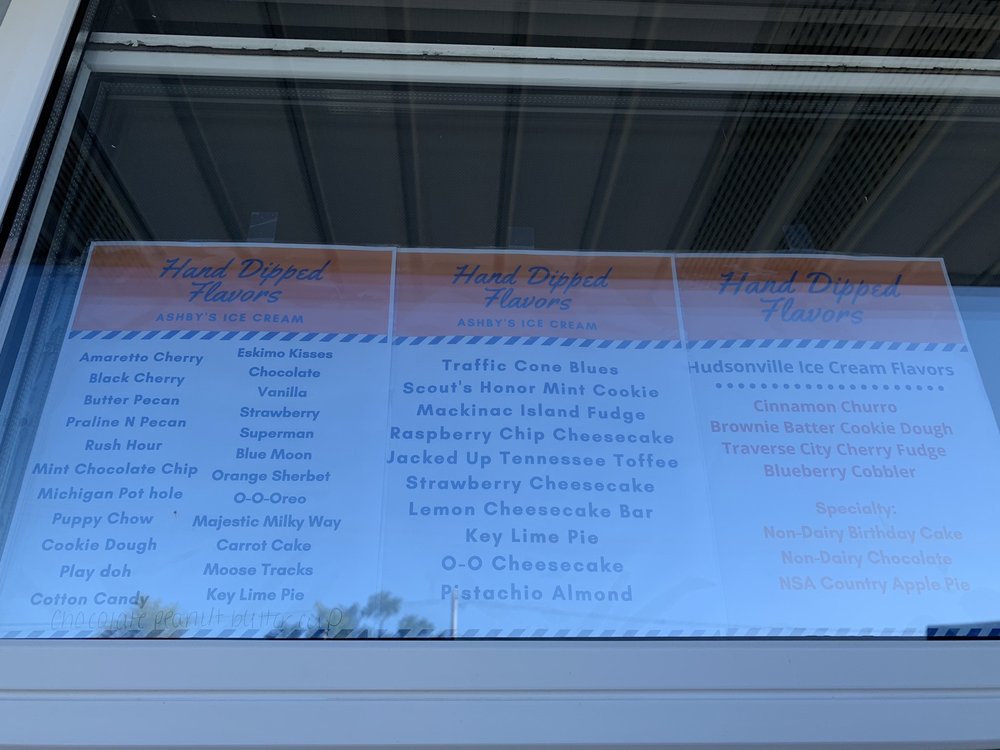 Hand Dipped
Flavors
ASHBY'S ICE CREAM
Amaretto Cherry
Black Cherry
Butter Pecan
Praline N Pecan
Rush Hour
Mint Chocolate Chip
Michigan Pot hole
Puppy Chow
Cookie Dough
Play doh
Cotton Candy
Eskimo Kisses
Chocolate
Vanilla
Strawberry
Superman
Blue Moon
Orange Sherbet
O-O-Oreo
Majestic Milky Way
Carrot Cake
Moose Tracks
Key Lime Pie
Chocolate peanut butter cup
Hand Dipped
Flavors
ASHBY'S ICE CREAM
Traffic Cone Blues
Scout's Honor Mint Cookie
Mackinac Island Fudge
Raspberry Chip Cheesecake
Jacked Up Tennessee Toffee
Strawberry Cheesecake
Lemon Cheesecake Bar
Key Lime Pie
O-O Cheesecake
Pistachio Almond
Hand Dipped
Flavors
Hudsonville Ice Cream Flavors
Cinnamon Churro
Brownie Batter Cookie Dough
Traverse City Cherry Fudge
Blueberry Cobbler
Specialty:
Non-Dairy Birthday Cake
Non-Dairy Chocolate
NSA Country Apple Pie